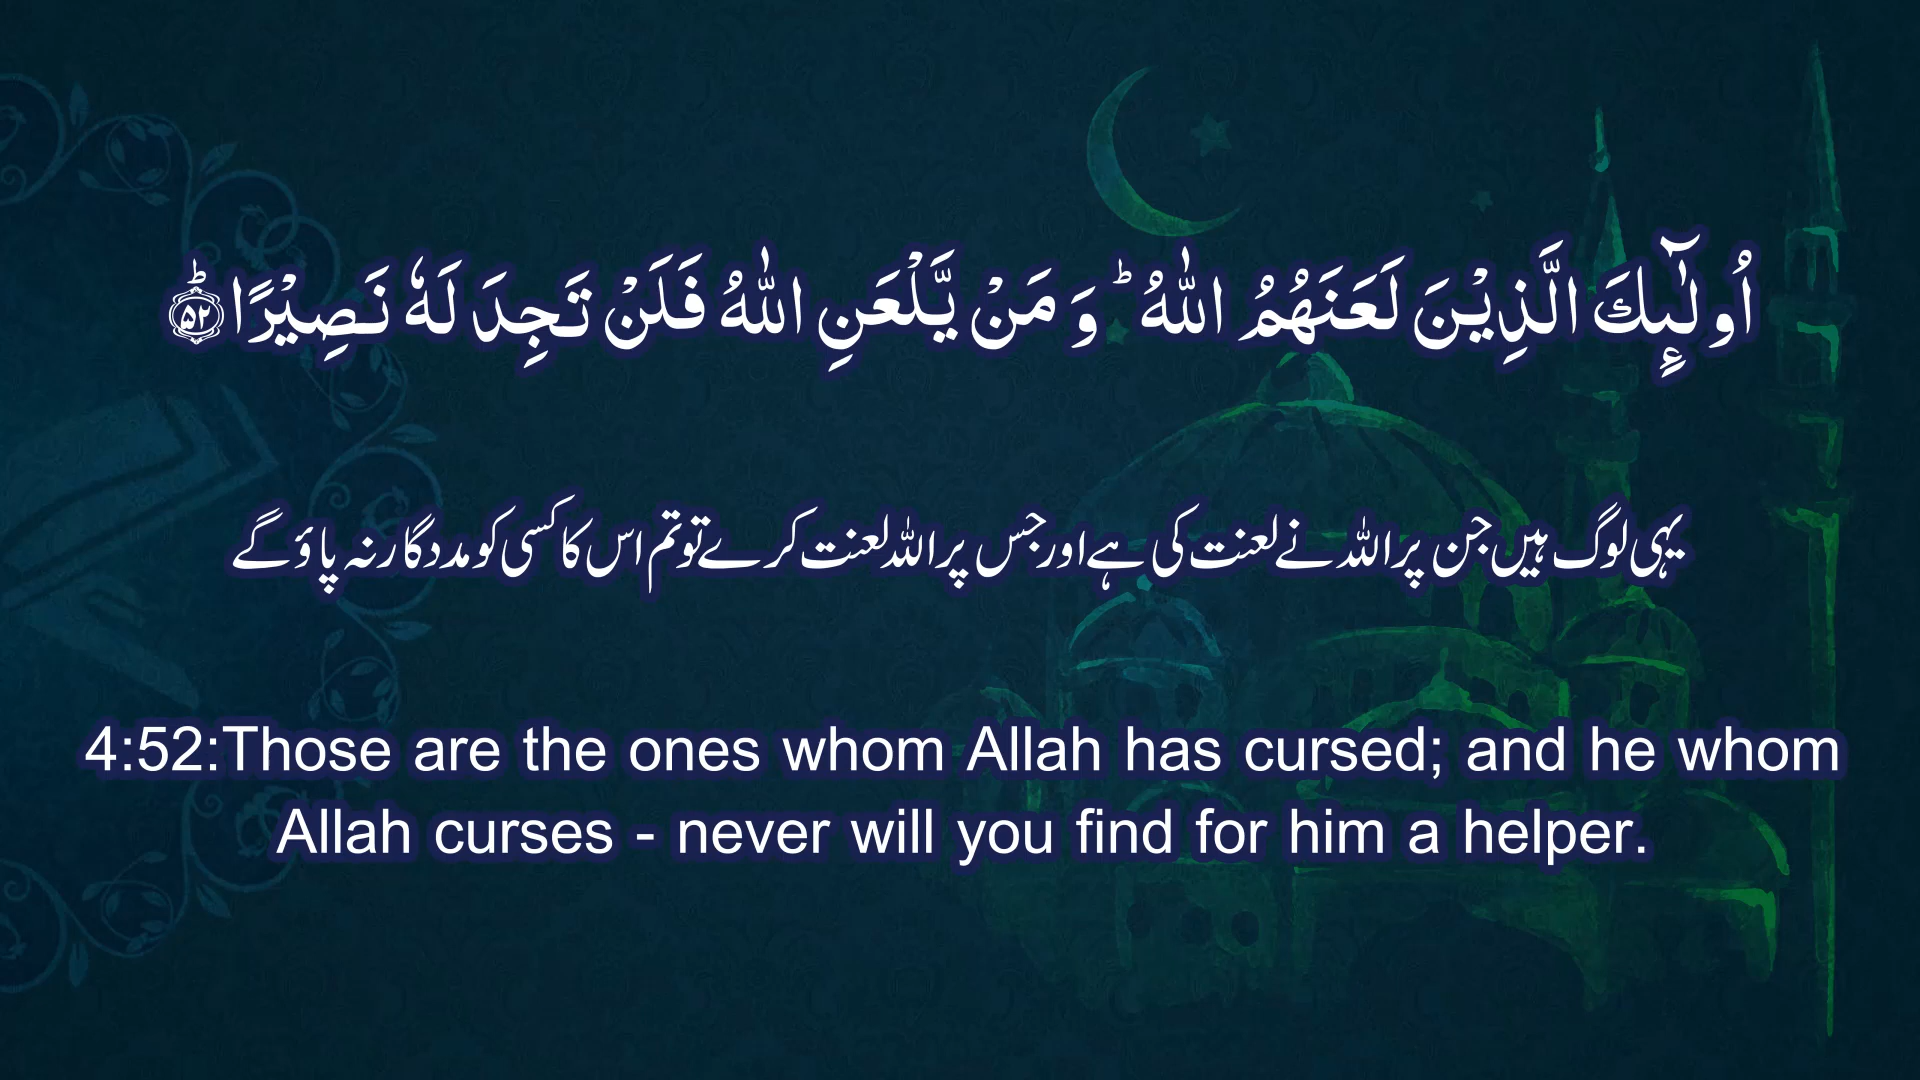 اُولٰٓئِكَ الَّذِيْنَ لَعَنَهُمُ اللّٰهُ ؕ وَ مَنْ يَّلْعَنِ اللّٰهُ فَلَنْ تَجِدَ لَهٗ نَصِيْرًاؕ۝۵۲
یہی لوگ ہیں جن پر اللہ نے لعنت کی ہے اور جس پر اللہ لعنت کرے تو تم اس کا کسی کو مددگار نہ پاؤ گے
4:52:Those are the ones whom Allah has cursed; and he whom
Allah curses - never will you find for him a helper.